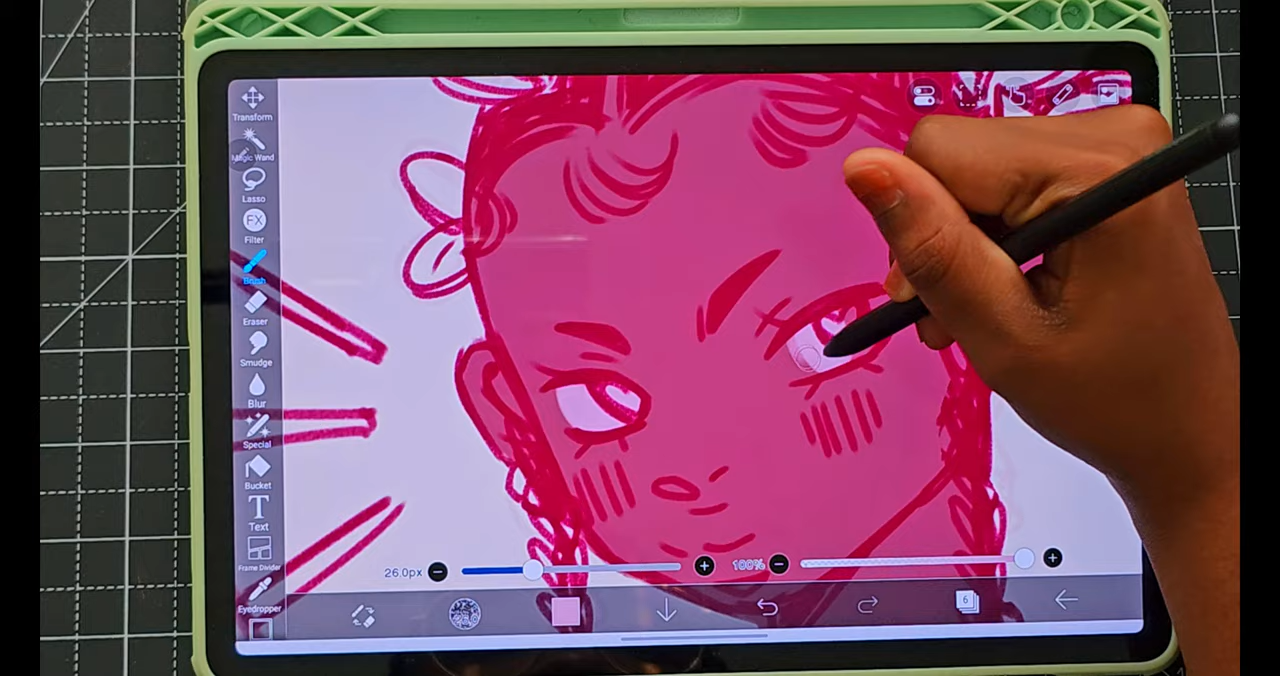 Transform
Magic Wand
Lasso
FX
Filter
Brush
Eraser
Smudge
Blur
Special
Bucket
T
Text
Frame Divider
Eyedropper
26.0px
100%
6